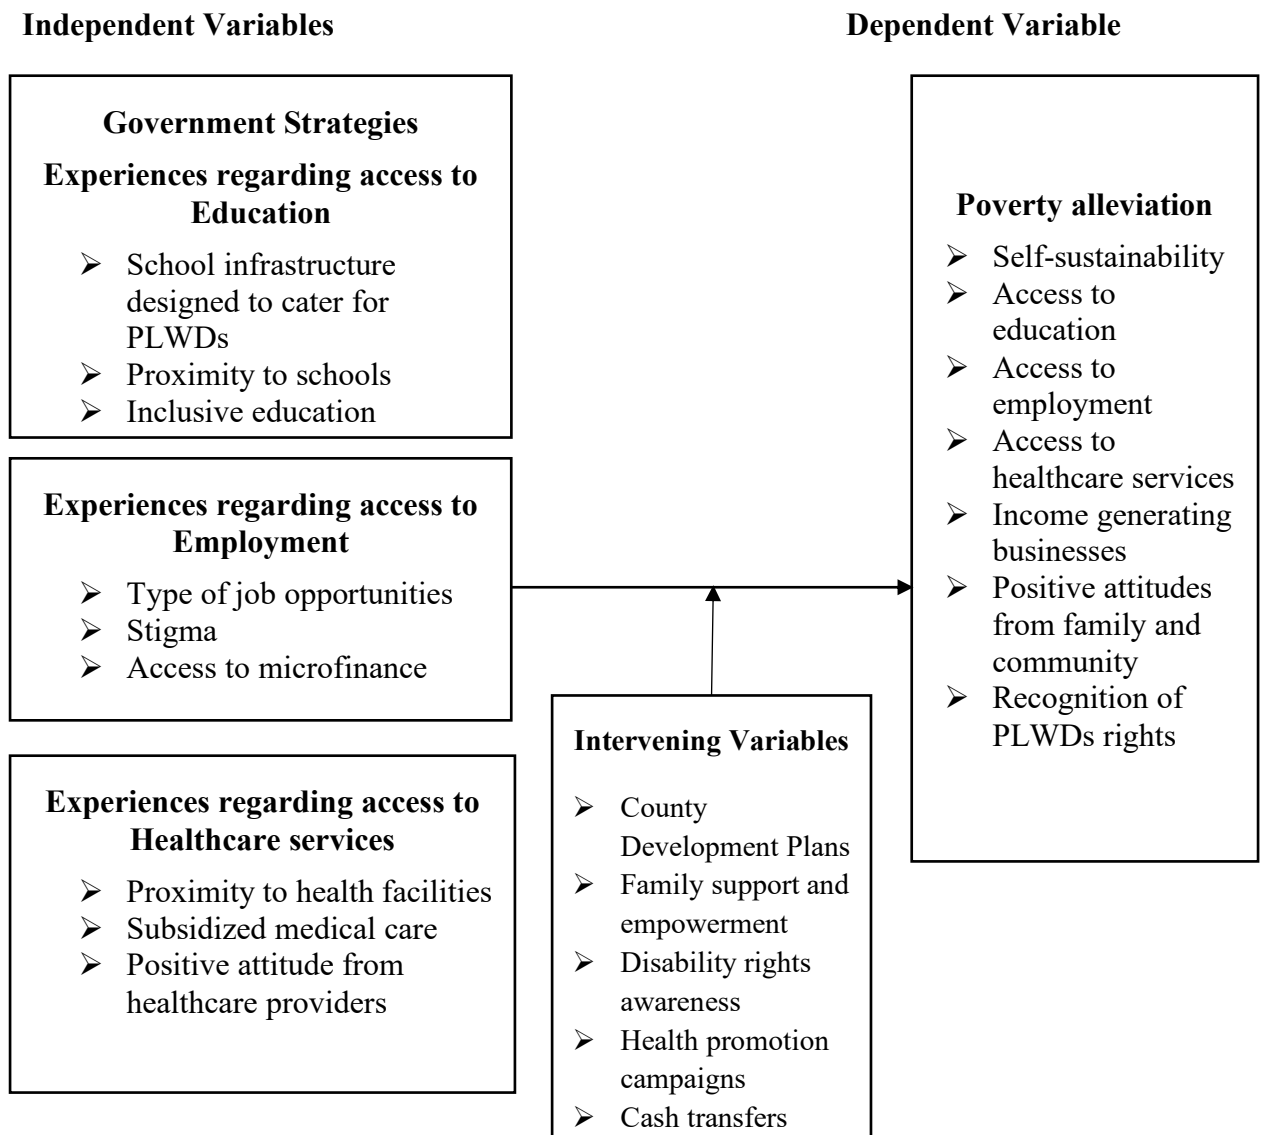 Independent Variables
Dependent Variable
Government Strategies
Experiences regarding access to
Education
➢ School infrastructure
designed to cater for
PLWDs
➢ Proximity to schools
➢ Inclusive education
Experiences regarding access to
Employment
➢ Type of job opportunities
➢ Stigma
➢ Access to microfinance
Experiences regarding access to
Healthcare services
➢ Proximity to health facilities
➢ Subsidized medical care
➢ Positive attitude from
healthcare providers
Intervening Variables
➢ County
Development Plans
➢ Family support and
empowerment
➢ Disability rights
awareness
➢ Health promotion
campaigns
➢ Cash transfers
Poverty alleviation
➢ Self-sustainability
➢ Access to
education
➢ Access to
employment
➢ Access to
healthcare services
➢ Income generating
businesses
➢ Positive attitudes
from family and
community
➢ Recognition of
PLWDs rights